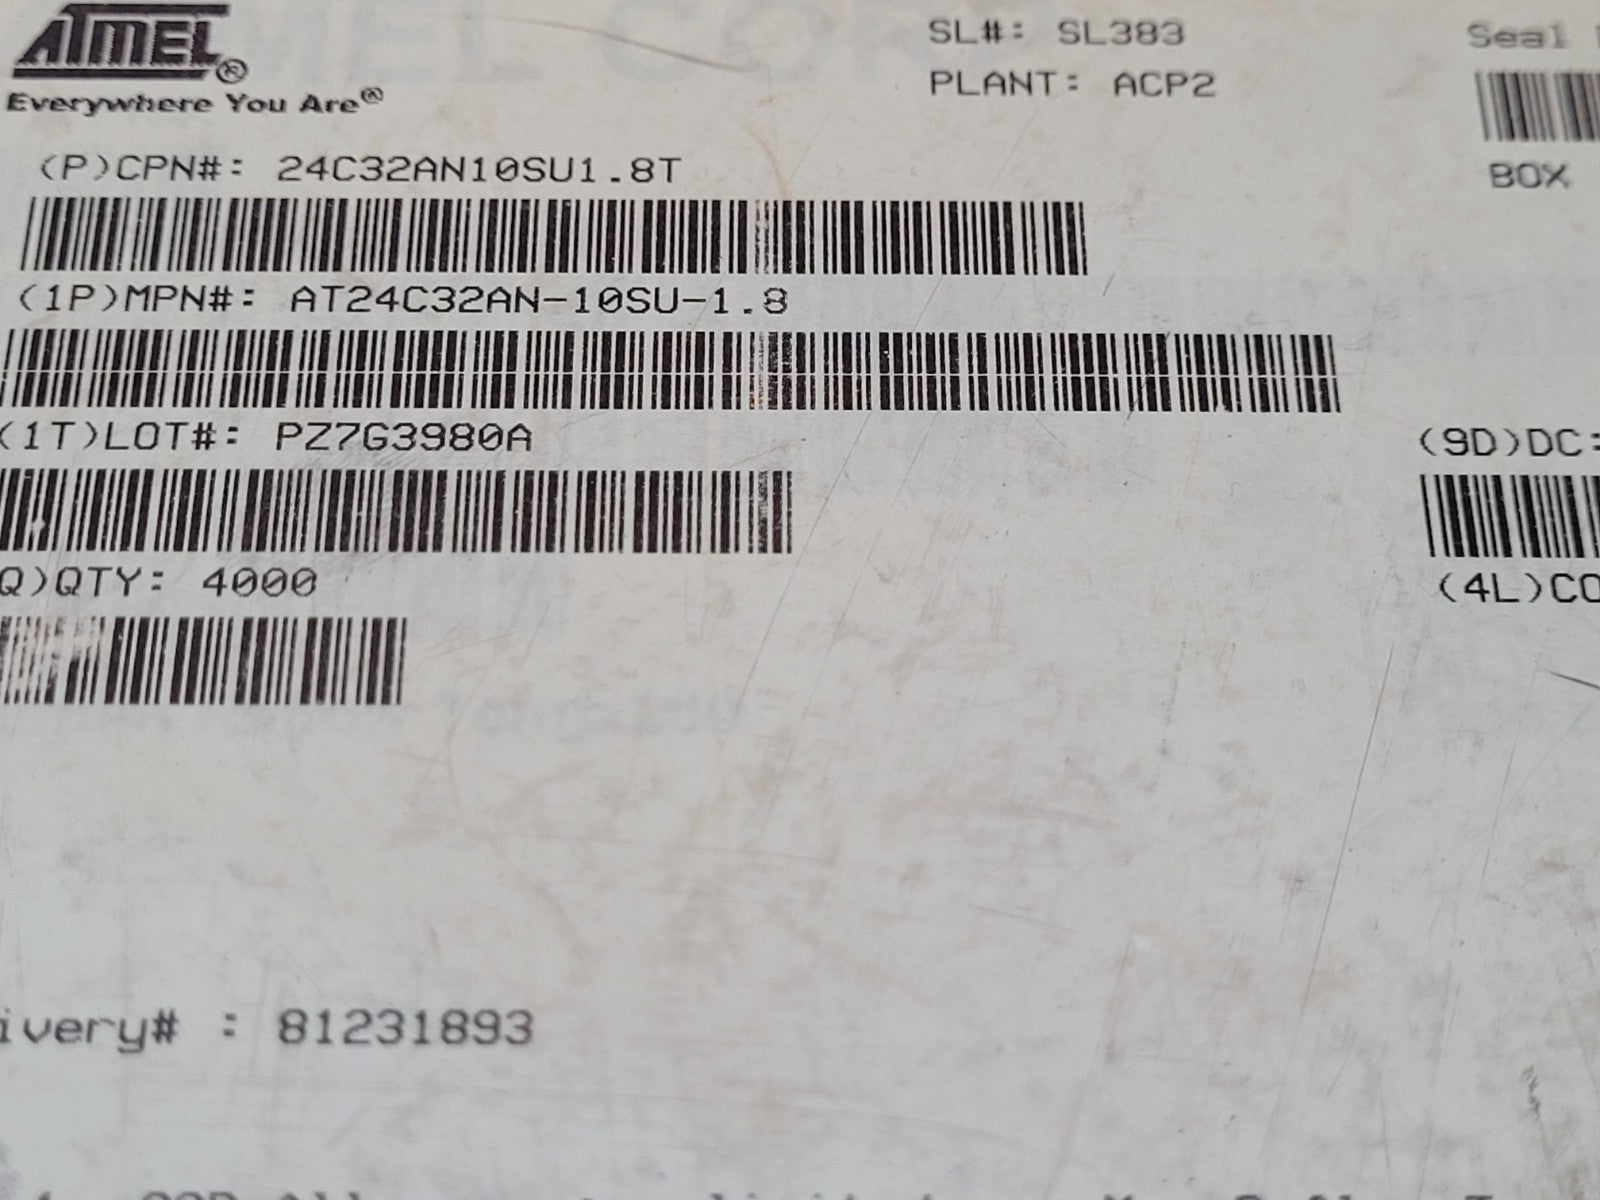 ATMEL®
Everywhere You Are®
SL#: SL383
PLANT: ACP2
Seal
BOX
(P)CPN#: 24C32AN10SU1.8T
(1P)MPN#: AT24C32AN-10SU-1.8
(1T)LOT#: PZ7G3980A
(9D)DC:
Q)QTY: 4000
(4L)CO
ivery# : 81231893